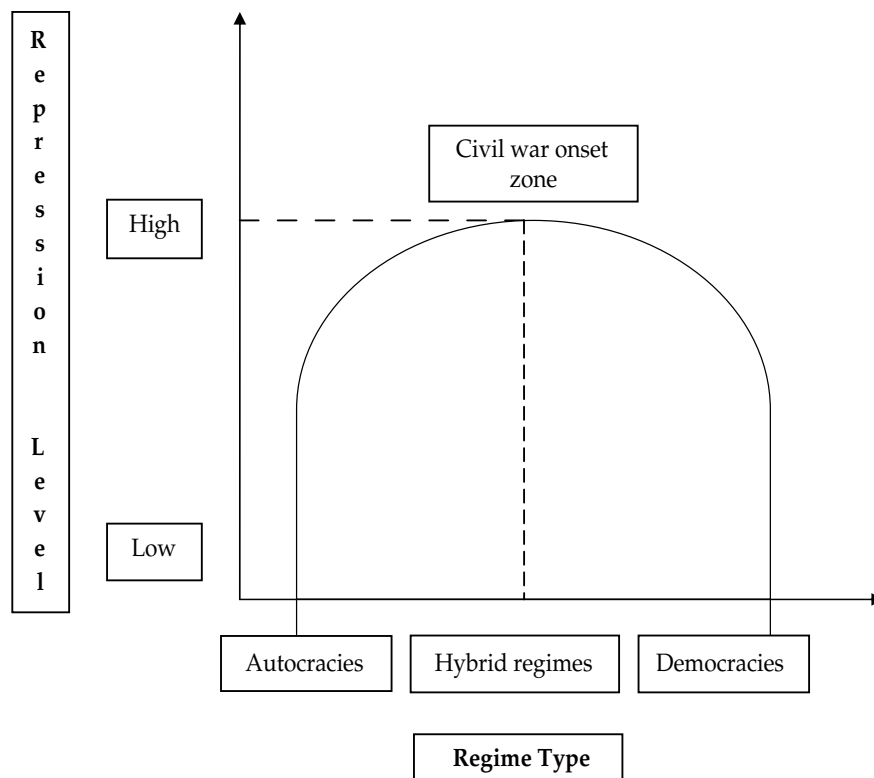 Repression Level
Civil war onset
zone
High
Low
Autocracies
Hybrid regimes
Democracies
Regime Type